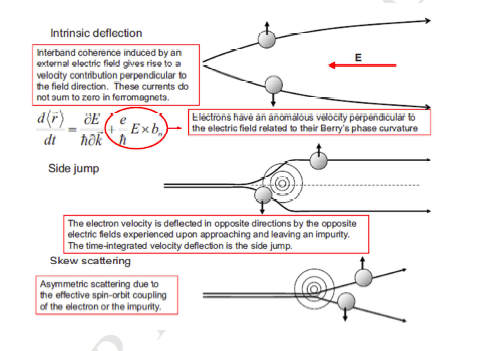 Intrinsic deflection
Interband coherence induced by an
external electric field gives rise to a
velocity contribution perpendicular to
the field direction. These currents do
not sum to zero in ferromagnets.
E
d⟨r⃗⟩/dt = ∂E/ħ∂k⃗ + e/ħ E × bₙ
Electrons have an anomalous velocity perpendicular to
the electric field related to their Berry's phase curvature
Side jump
The electron velocity is deflected in opposite directions by the opposite
electric fields experienced upon approaching and leaving an impurity.
The time-integrated velocity deflection is the side jump.
Skew scattering
Asymmetric scattering due to
the effective spin-orbit coupling
of the electron or the impurity.